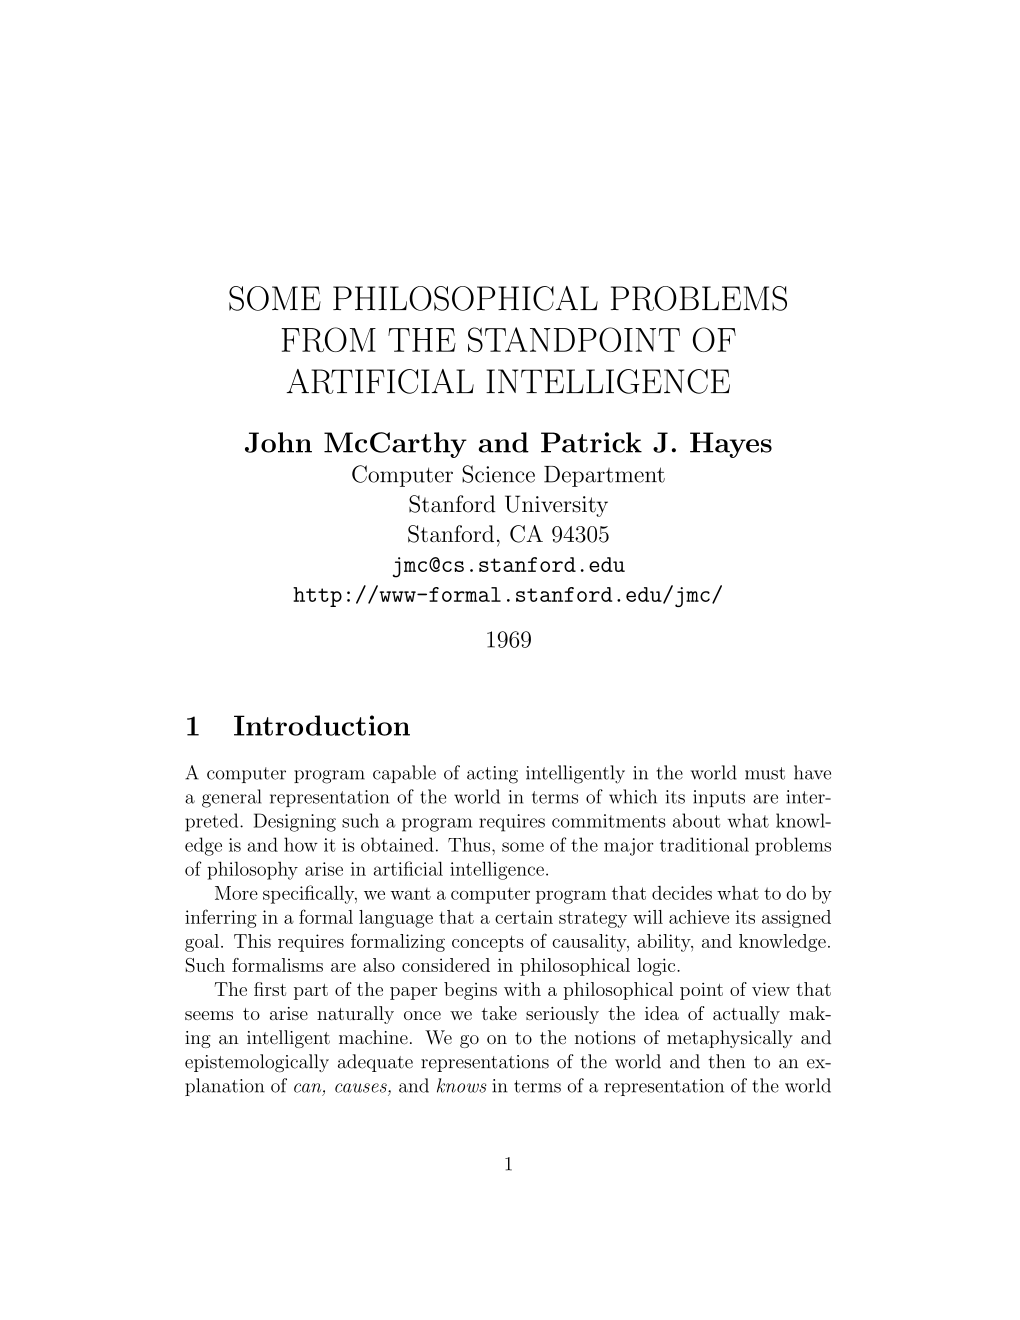 SOME PHILOSOPHICAL PROBLEMS
FROM THE STANDPOINT OF
ARTIFICIAL INTELLIGENCE
John McCarthy and Patrick J. Hayes
Computer Science Department
Stanford University
Stanford, CA 94305
jmc@cs.stanford.edu
http://www-formal.stanford.edu/jmc/
1969
1 Introduction
A computer program capable of acting intelligently in the world must have
a general representation of the world in terms of which its inputs are inter-
preted. Designing such a program requires commitments about what knowl-
edge is and how it is obtained. Thus, some of the major traditional problems
of philosophy arise in artificial intelligence.
More specifically, we want a computer program that decides what to do by
inferring in a formal language that a certain strategy will achieve its assigned
goal. This requires formalizing concepts of causality, ability, and knowledge.
Such formalisms are also considered in philosophical logic.
The first part of the paper begins with a philosophical point of view that
seems to arise naturally once we take seriously the idea of actually mak-
ing an intelligent machine. We go on to the notions of metaphysically and
epistemologically adequate representations of the world and then to an ex-
planation of can, causes, and knows in terms of a representation of the world
1